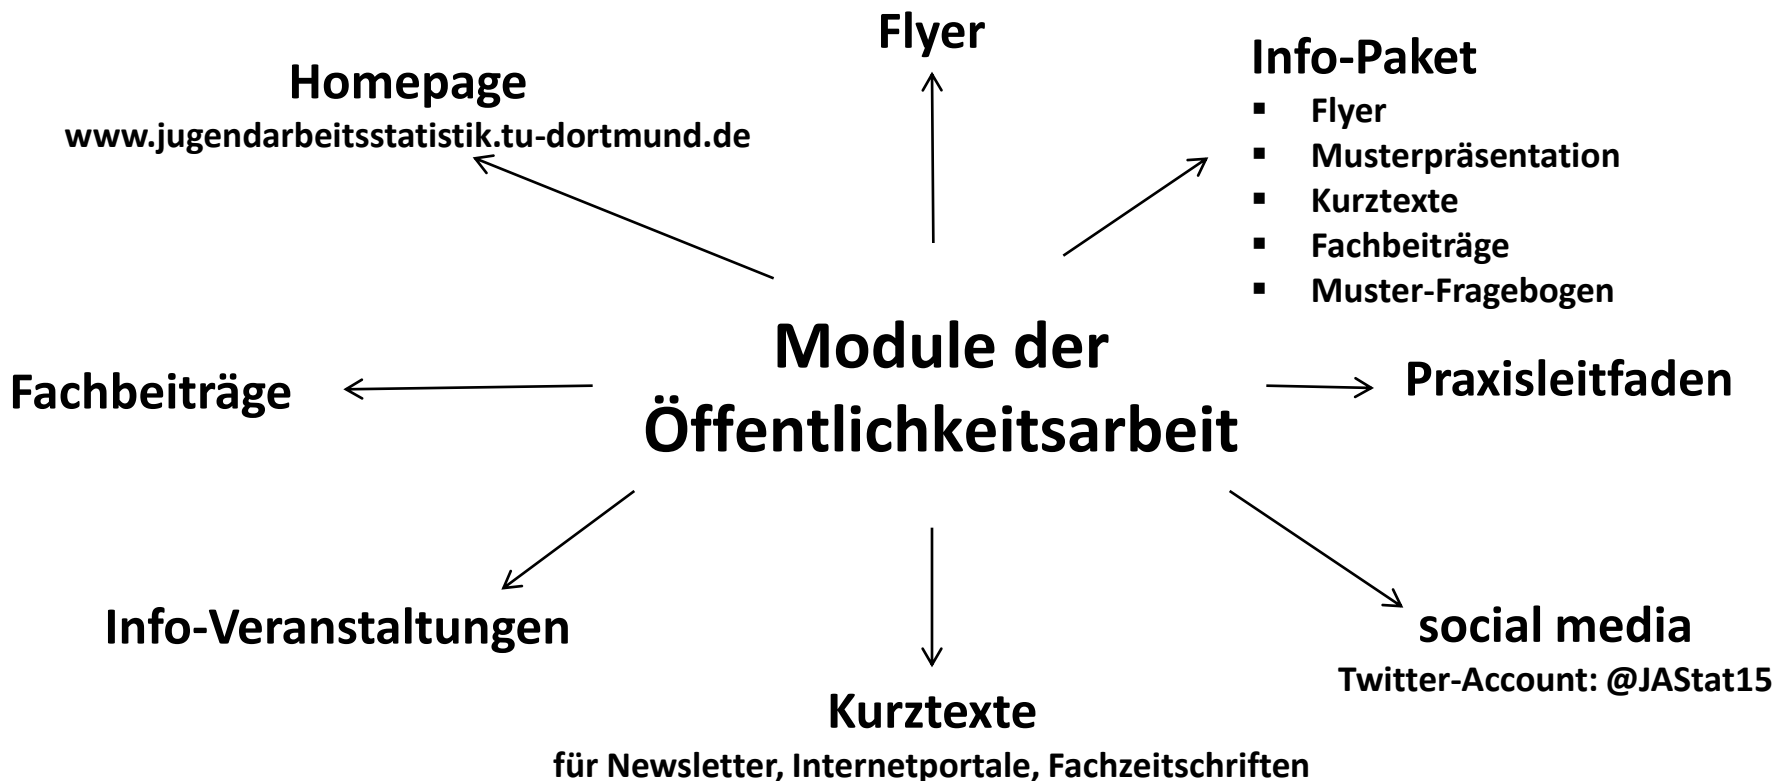 Flyer
Homepage
www.jugendarbeitsstatistik.tu-dortmund.de
Info-Paket
▪ Flyer
▪ Musterpräsentation
▪ Kurztexte
▪ Fachbeiträge
▪ Muster-Fragebogen
Module der
Öffentlichkeitsarbeit
Fachbeiträge
Praxisleitfaden
Info-Veranstaltungen
social media
Twitter-Account: @JAStat15
Kurztexte
für Newsletter, Internetportale, Fachzeitschriften